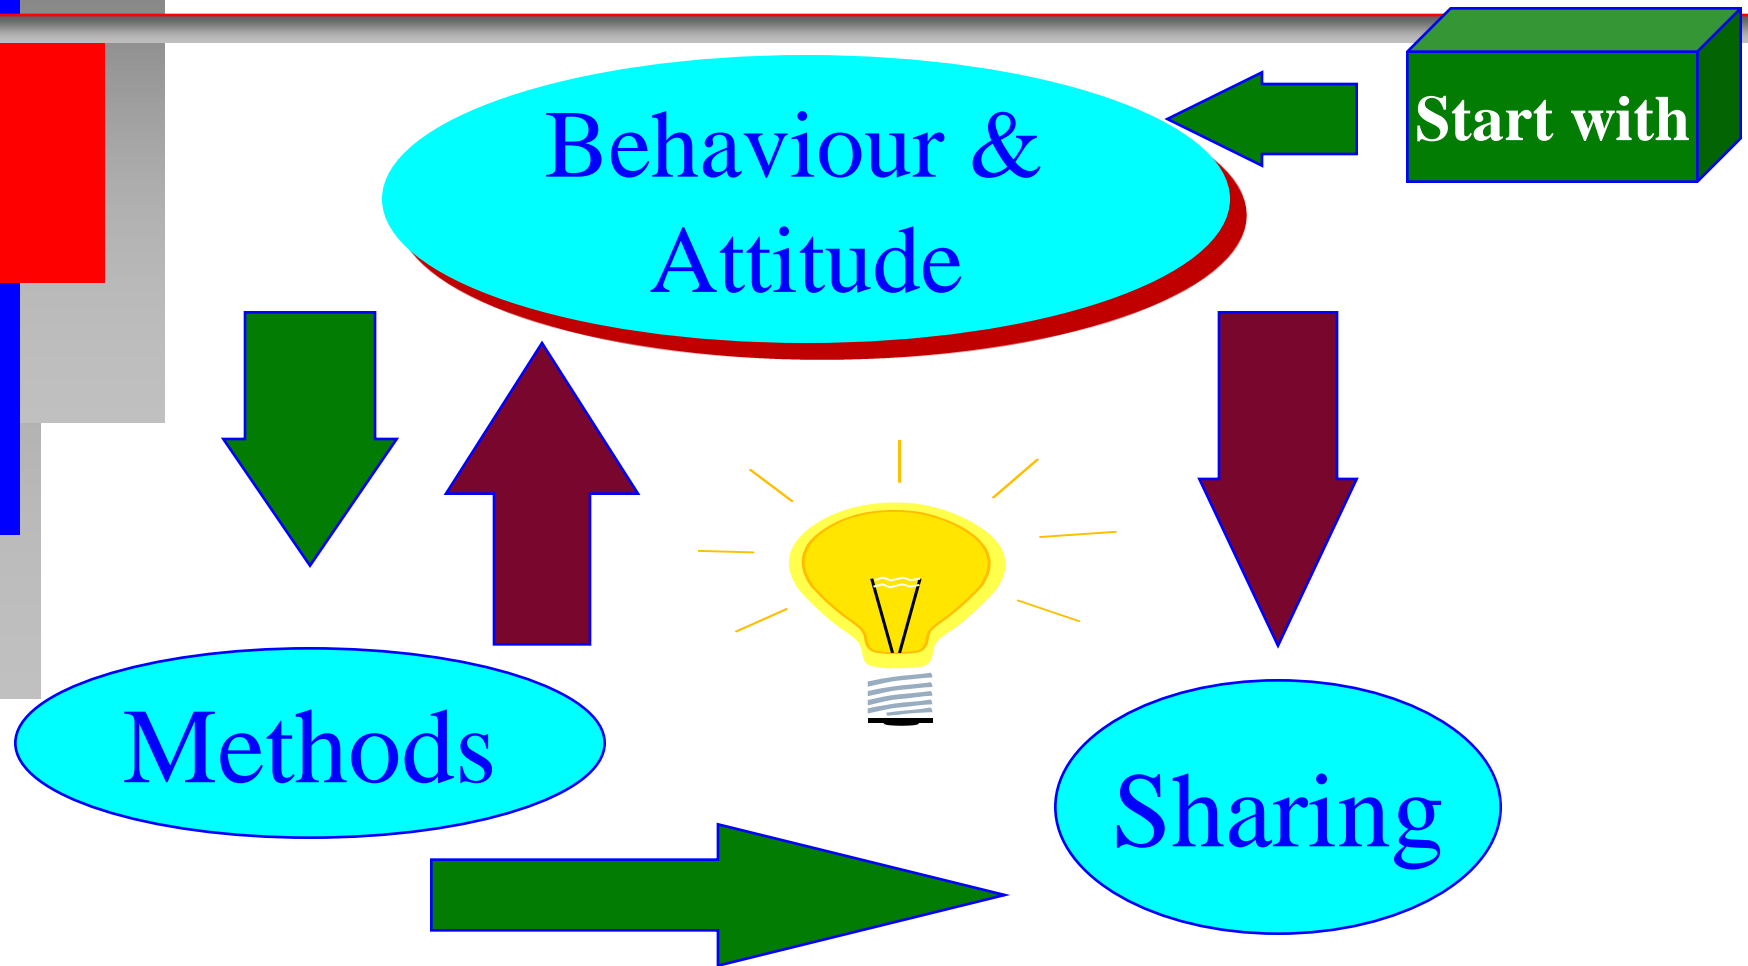 Start with
Behaviour &
Attitude
Methods
Sharing